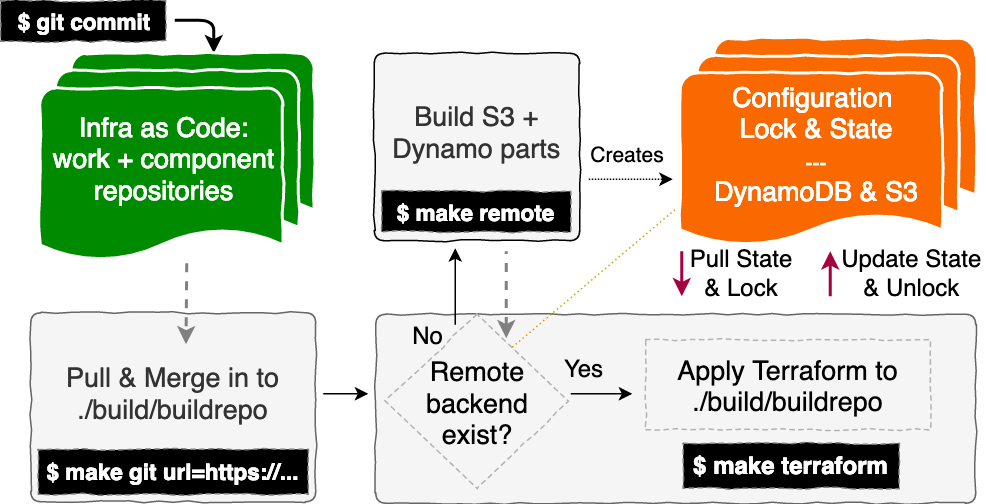 $ git commit
Infra as Code:
work + component
repositories
Build S3 +
Dynamo parts
$ make remote
Creates
Configuration
Lock & State
---
DynamoDB & S3
Pull State
& Lock
Update State
& Unlock
Pull & Merge in to
./build/buildrepo
$ make git url=https://...
No
Remote
backend
exist?
Yes
Apply Terraform to
./build/buildrepo
$ make terraform